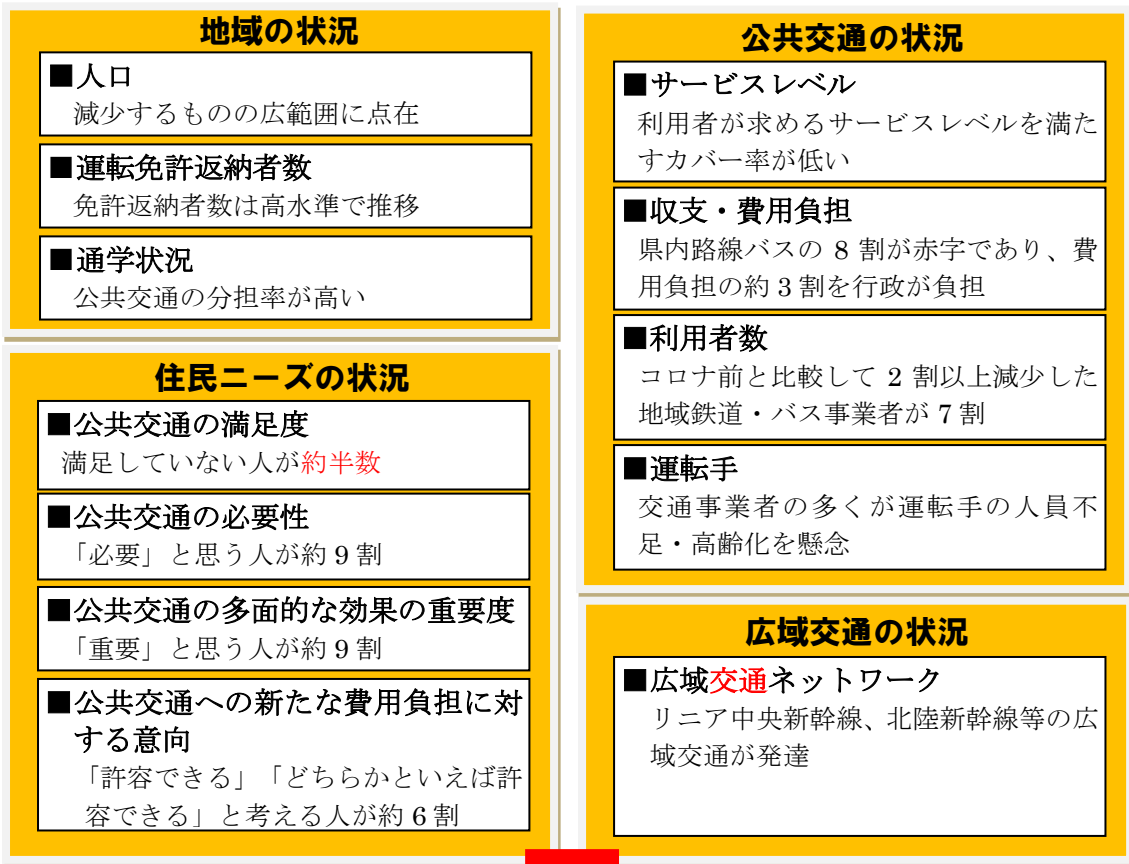 地域の状況
■人口
減少するものの広範囲に点在
■運転免許返納者数
免許返納者数は高水準で推移
■通学状況
公共交通の分担率が高い
住民ニーズの状況
■公共交通の満足度
満足していない人が約半数
■公共交通の必要性
「必要」と思う人が約 9 割
■公共交通の多面的な効果の重要度
「重要」と思う人が約 9 割
■公共交通への新たな費用負担に対
する意向
「許容できる」「どちらかといえば許
容できる」と考える人が約 6 割
公共交通の状況
■サービスレベル
利用者が求めるサービスレベルを満た
すカバー率が低い
■収支・費用負担
県内路線バスの 8 割が赤字であり、費
用負担の約 3 割を行政が負担
■利用者数
コロナ前と比較して 2 割以上減少した
地域鉄道・バス事業者が 7 割
■運転手
交通事業者の多くが運転手の人員不
足・高齢化を懸念
広域交通の状況
■広域交通ネットワーク
リニア中央新幹線、北陸新幹線等の広
域交通が発達